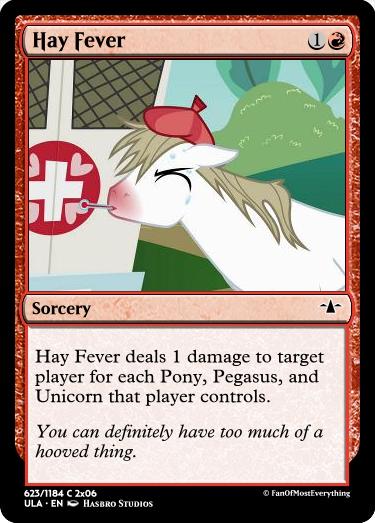 Hay Fever 1
Sorcery
Hay Fever deals 1 damage to target
player for each Pony, Pegasus, and
Unicorn that player controls.
You can definitely have too much of a
hooved thing.
623/1184 C 2x06
ULA • EN Hasbro Studios
© FanOfMostEverything